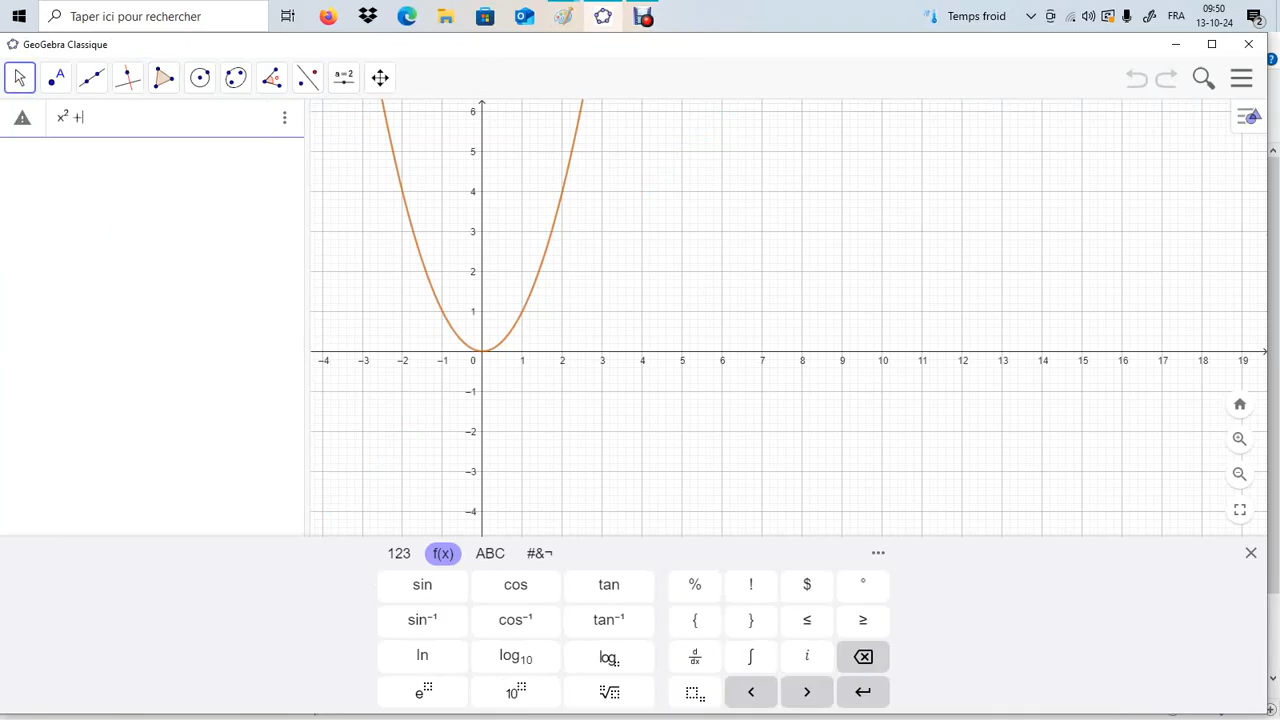 Taper ici pour rechercher
Temps froid
FRA
09:50
13-10-24
2
GeoGebra Classique
A
a=2
x² +
6
5
4
3
2
1
−4 −3 −2 −1 0 1 2 3 4 5 6 7 8 9 10 11 12 13 14 15 16 17 18 19
−1
−2
−3
−4
123 f(x) ABC #&¬ ...
sin cos tan % ! $ °
sin⁻¹ cos⁻¹ tan⁻¹ { } ≤ ≥
ln log₁₀ log d/dx ∫ i
e 10 √ < >